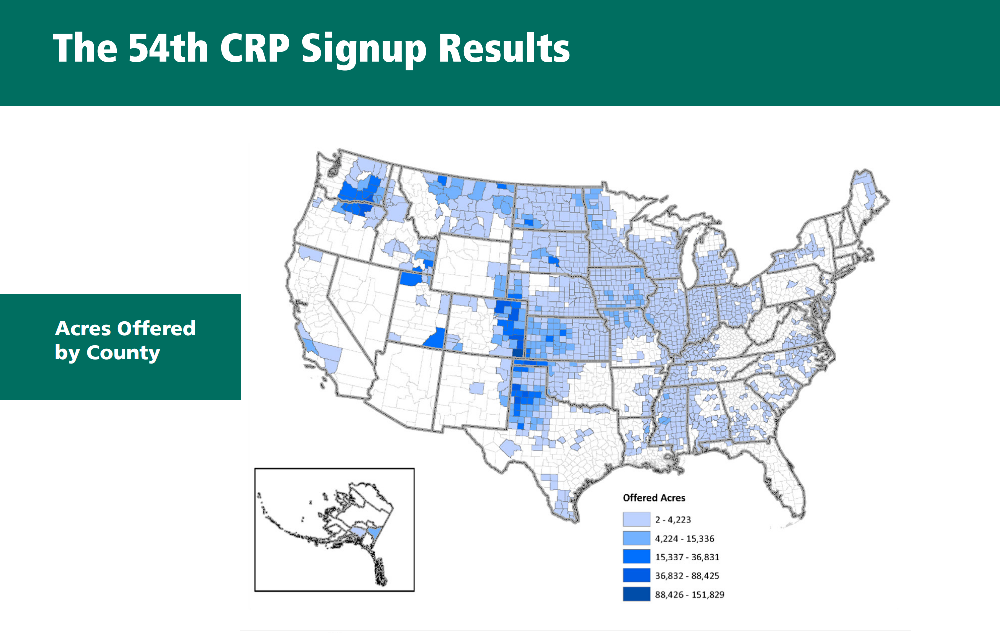 The 54th CRP Signup Results
Acres Offered
by County
Offered Acres
2 - 4,223
4,224 - 15,336
15,337 - 36,831
36,832 - 88,425
88,426 - 151,829